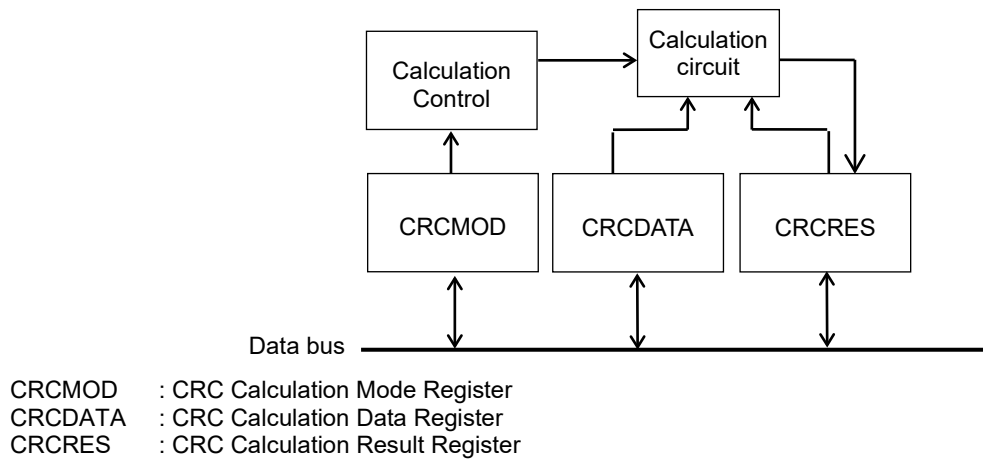 Calculation
Control
Calculation
circuit
CRCMOD
CRCDATA
CRCRES
Data bus
CRCMOD : CRC Calculation Mode Register
CRCDATA : CRC Calculation Data Register
CRCRES : CRC Calculation Result Register